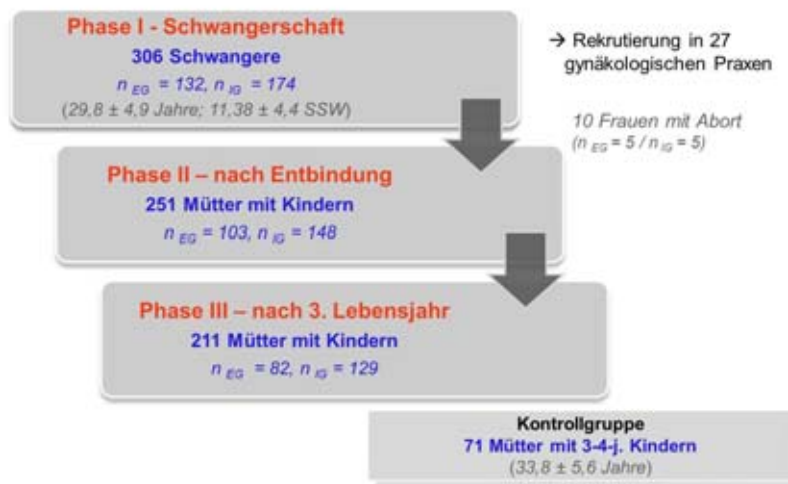 Phase I - Schwangerschaft
306 Schwangere
n EG = 132, n IG = 174
(29,8 ± 4,9 Jahre; 11,38 ± 4,4 SSW)
→ Rekrutierung in 27
gynäkologischen Praxen
10 Frauen mit Abort
(n EG = 5 / n IG = 5)
Phase II – nach Entbindung
251 Mütter mit Kindern
n EG = 103, n IG = 148
Phase III – nach 3. Lebensjahr
211 Mütter mit Kindern
n EG = 82, n IG = 129
Kontrollgruppe
71 Mütter mit 3-4-j. Kindern
(33,8 ± 5,6 Jahre)